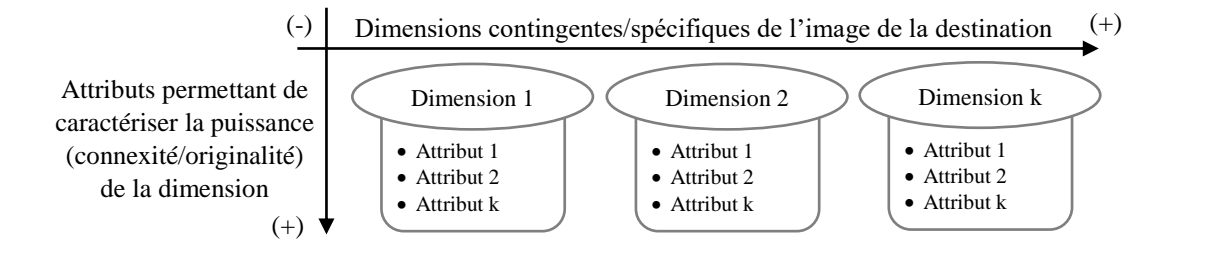 (-)
Dimensions contingentes/spécifiques de l’image de la destination
(+)
Attributs permettant de
caractériser la puissance
(connexité/originalité)
de la dimension
(+)
Dimension 1
• Attribut 1
• Attribut 2
• Attribut k
Dimension 2
• Attribut 1
• Attribut 2
• Attribut k
Dimension k
• Attribut 1
• Attribut 2
• Attribut k